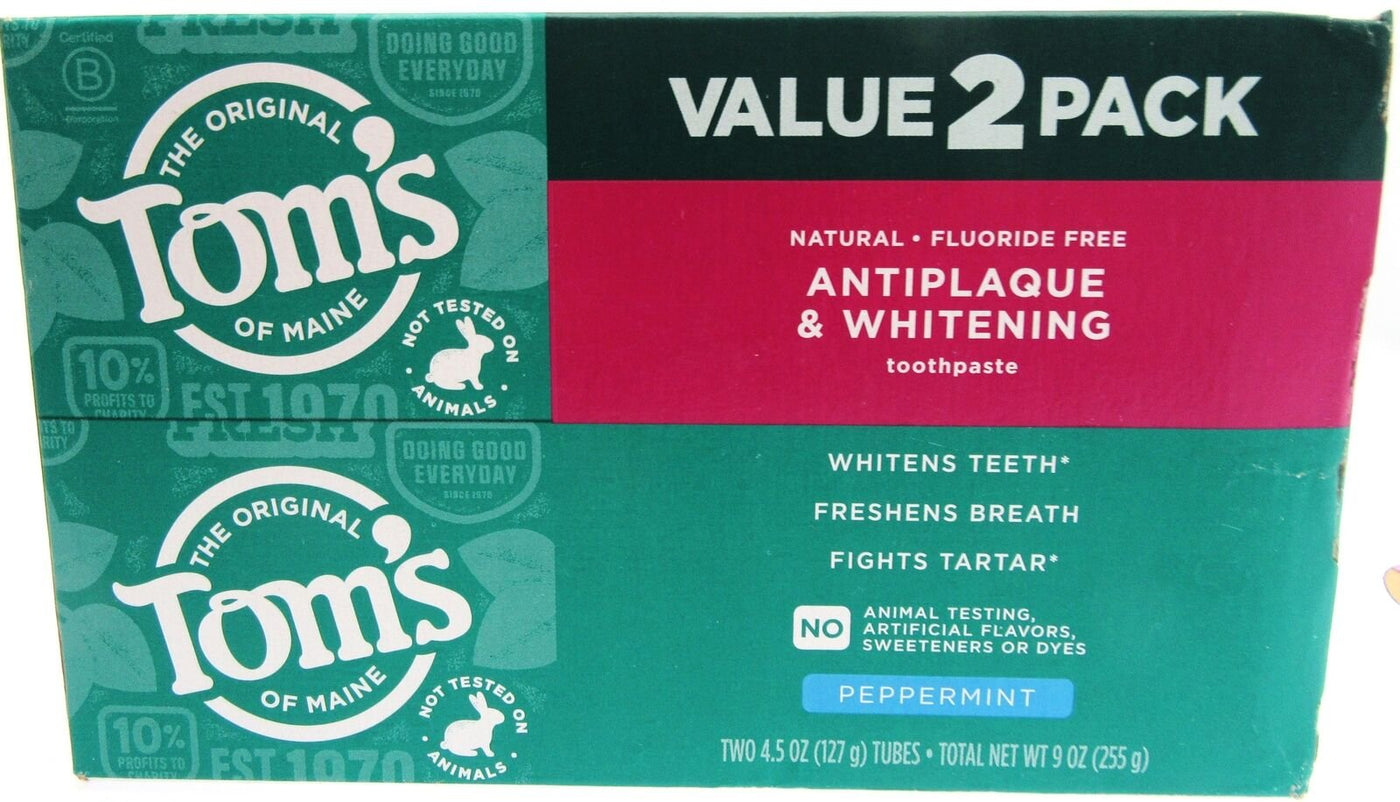 Certified
B
Corporation
FRESH
DOING GOOD
EVERYDAY
SINCE 1970
THE ORIGINAL
Tom's
OF MAINE
NOT TESTED ON
ANIMALS
10%
PROFITS TO
CHARITY
EST 1970
VALUE 2 PACK
NATURAL • FLUORIDE FREE
ANTIPLAQUE
& WHITENING
toothpaste
FRESH
DOING GOOD
EVERYDAY
SINCE 1970
THE ORIGINAL
Tom's
OF MAINE
NOT TESTED ON
ANIMALS
10%
PROFITS TO
CHARITY
EST 1970
WHITENS TEETH*
FRESHENS BREATH
FIGHTS TARTAR*
NO ANIMAL TESTING,
ARTIFICIAL FLAVORS,
SWEETENERS OR DYES
PEPPERMINT
TWO 4.5 OZ (127 g) TUBES • TOTAL NET WT 9 OZ (255 g)